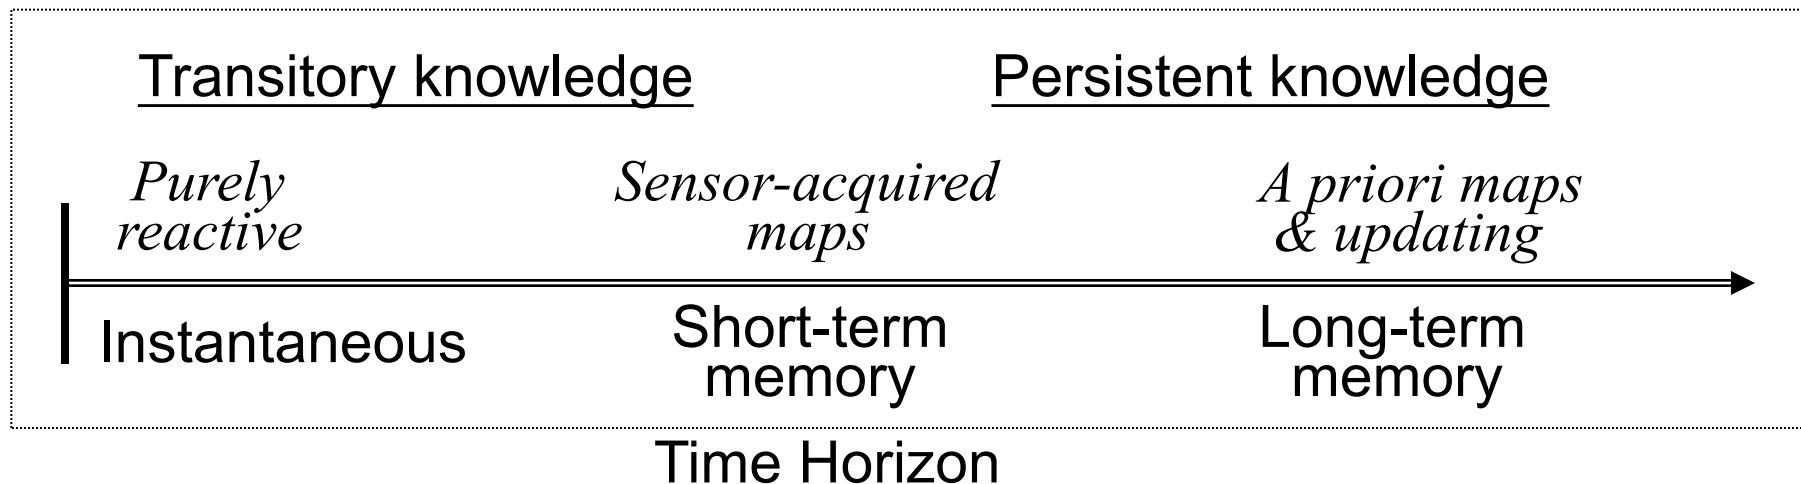 Transitory knowledge
Persistent knowledge
Purely
reactive
Sensor-acquired
maps
A priori maps
& updating
Instantaneous
Short-term
memory
Long-term
memory
Time Horizon